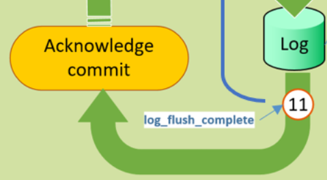 Acknowledge
commit
Log
11
log_flush_complete